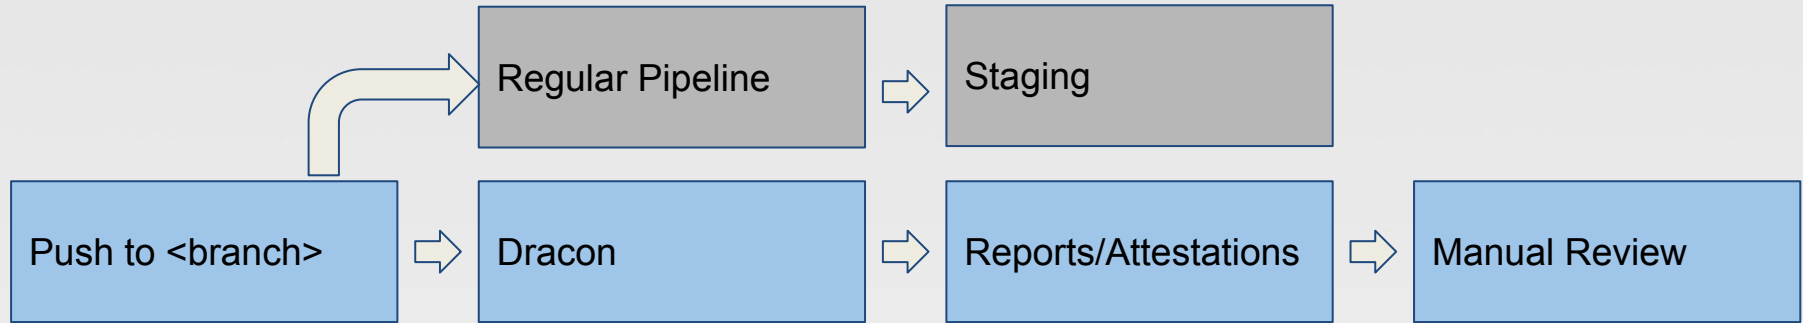 Regular Pipeline
Staging
Push to <branch>
Dracon
Reports/Attestations
Manual Review